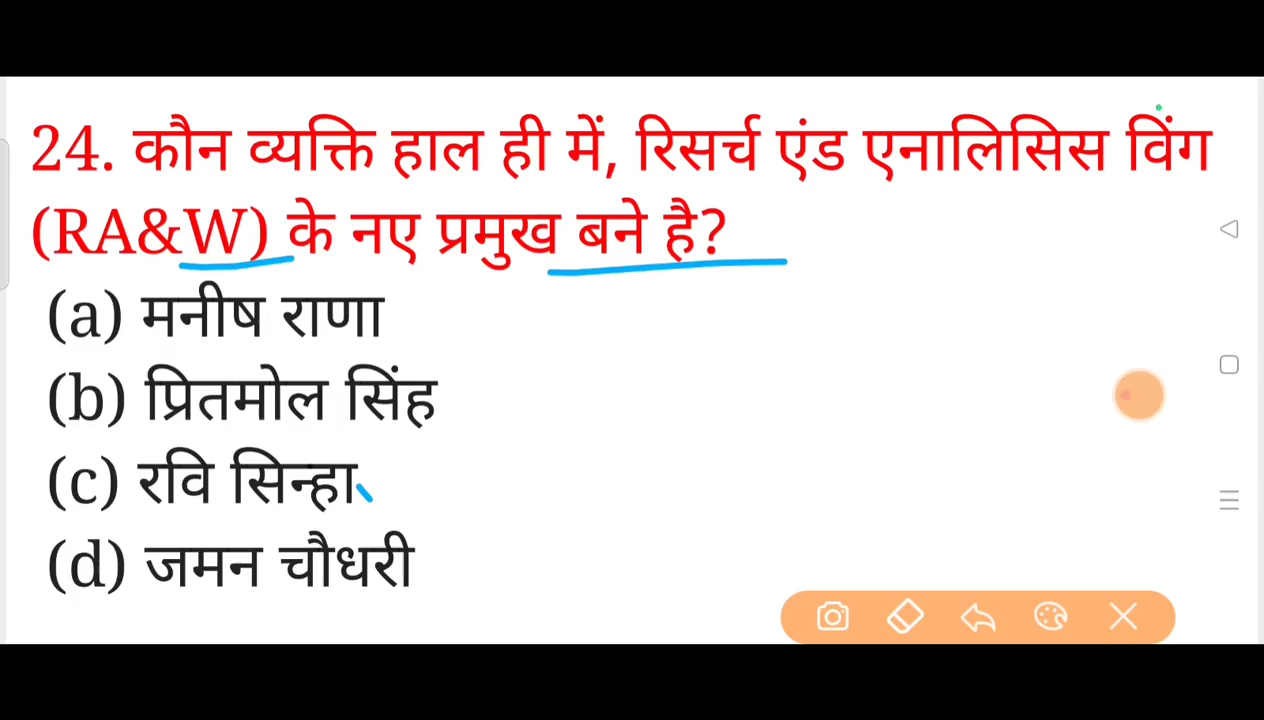 24. कौन व्यक्ति हाल ही में, रिसर्च एंड एनालिसिस विंग
(RA&W) के नए प्रमुख बने है?
(a) मनीष राणा
(b) प्रितमोल सिंह
(c) रवि सिन्हा
(d) जमन चौधरी